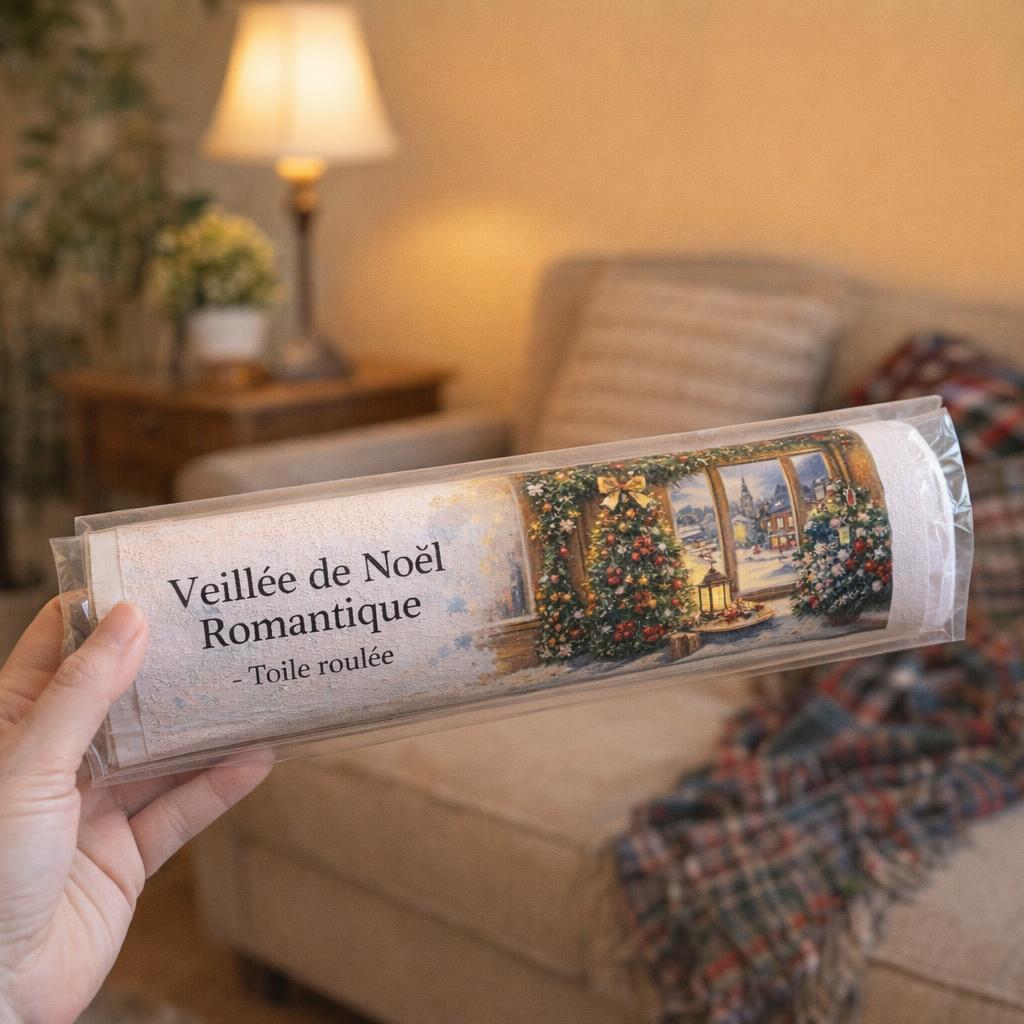 Veillée de Noël
Romantique
- Toile roulée